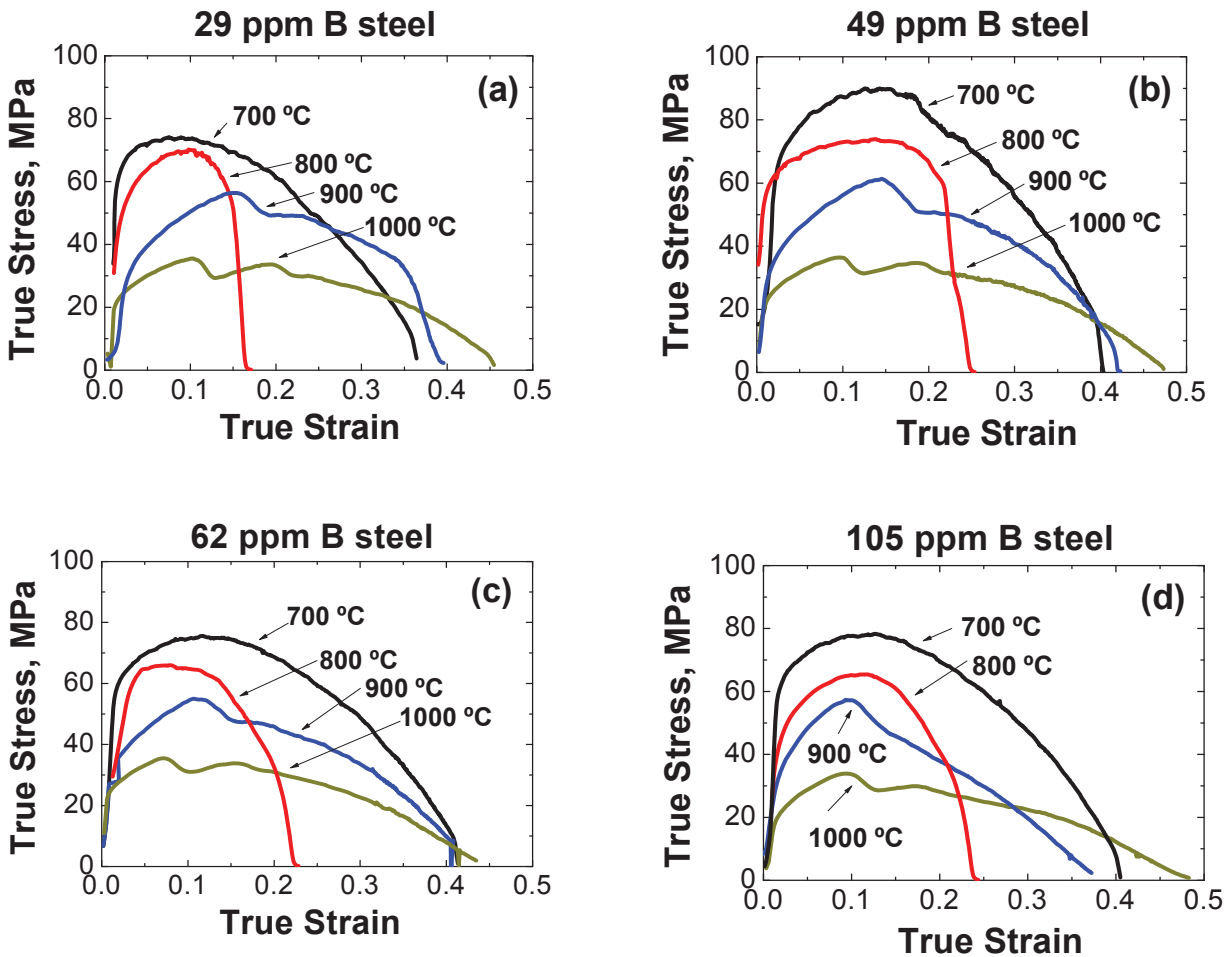 29 ppm B steel
True Stress, MPa
100
80
60
40
20
0
0.0 0.1 0.2 0.3 0.4 0.5
True Strain
(a)
700 ºC
800 ºC
900 ºC
1000 ºC
49 ppm B steel
True Stress, MPa
100
80
60
40
20
0
0.0 0.1 0.2 0.3 0.4 0.5
True Strain
(b)
700 ºC
800 ºC
900 ºC
1000 ºC
62 ppm B steel
True Stress, MPa
100
80
60
40
20
0
0.0 0.1 0.2 0.3 0.4 0.5
True Strain
(c)
700 ºC
800 ºC
900 ºC
1000 ºC
105 ppm B steel
True Stress, MPa
100
80
60
40
20
0
0.0 0.1 0.2 0.3 0.4 0.5
True Strain
(d)
700 ºC
800 ºC
900 ºC
1000 ºC